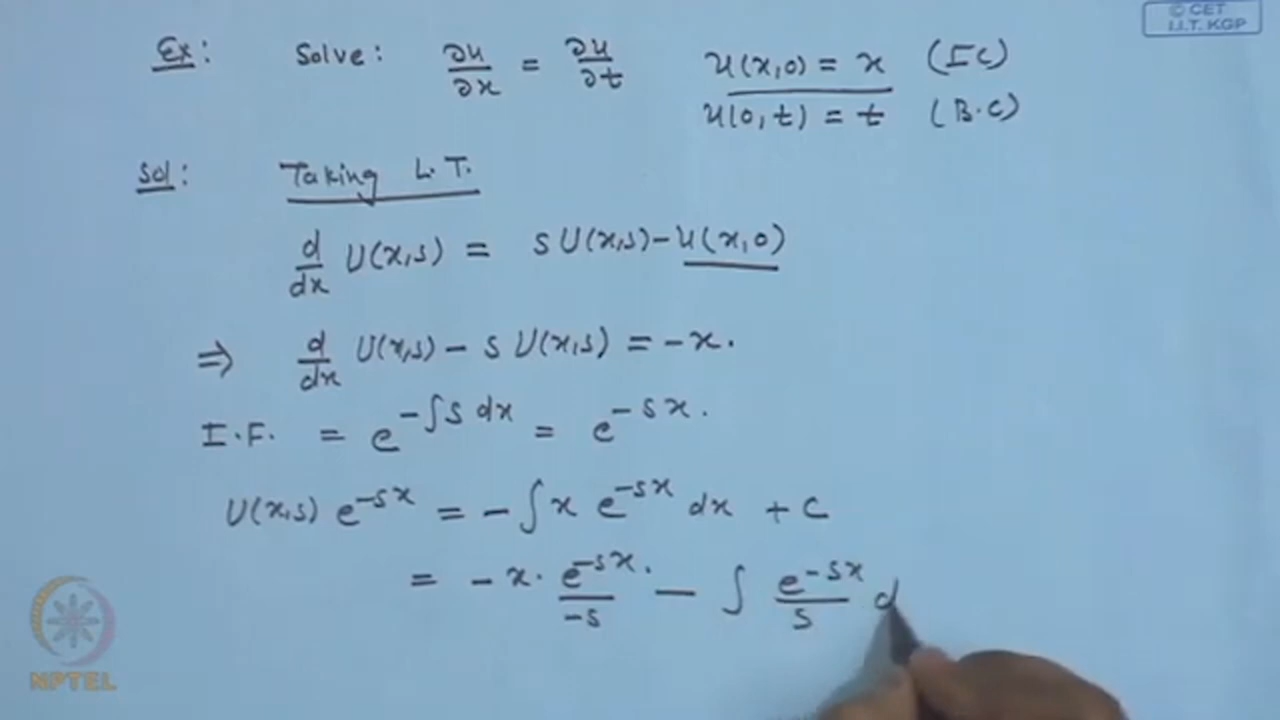 © CET
I.I.T. KGP
Ex: Solve: ∂u/∂x = ∂u/∂t u(x,0) = x (IC)
u(0,t) = t (B.C)
Sol: Taking L.T.
d/dx U(x,s) = s U(x,s) - u(x,0)
⇒ d/dx U(x,s) - s U(x,s) = -x.
I.F. = e^{-∫s dx} = e^{-sx}.
U(x,s) e^{-sx} = -∫x e^{-sx} dx + c
= -x. e^{-sx}/-s . - ∫ e^{-sx}/s d
NPTEL